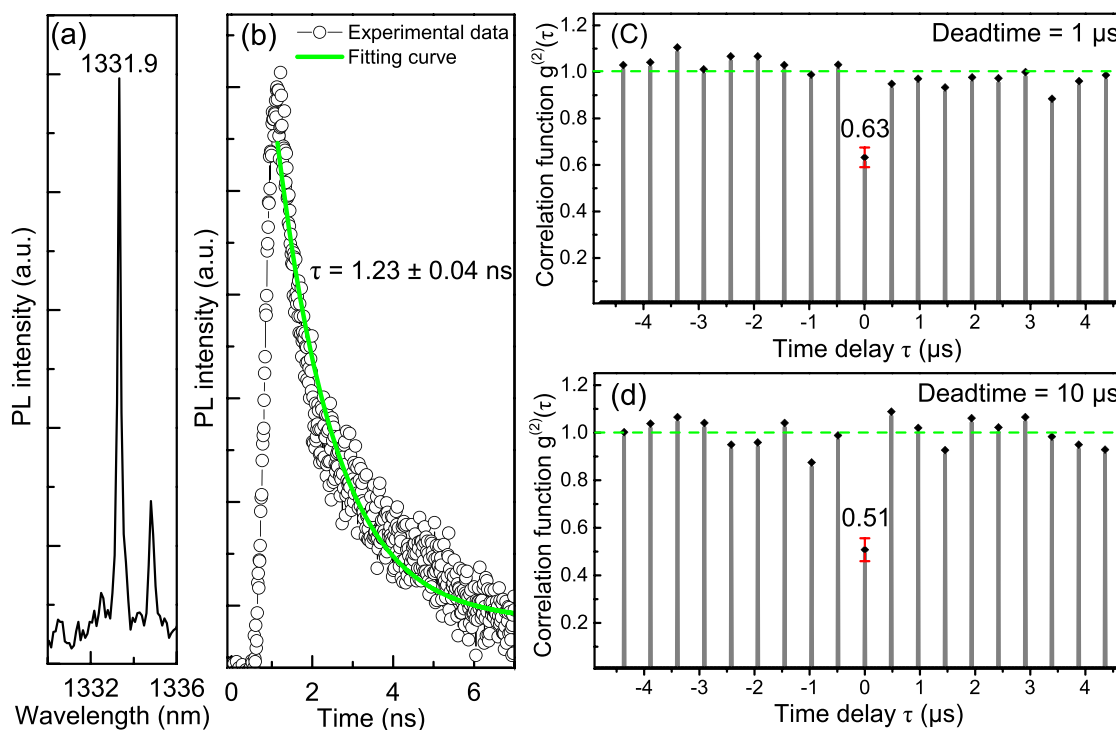 (a)
1331.9
PL intensity (a.u.)
1332
1336
Wavelength (nm)
(b)
Experimental data
Fitting curve
τ = 1.23 ± 0.04 ns
PL intensity (a.u.)
0
2
4
6
Time (ns)
(C)
Deadtime = 1 µs
Correlation function g(2)(τ)
1.2
1.0
0.8
0.6
0.4
0.2
0.63
-4
-3
-2
-1
0
1
2
3
4
Time delay τ (µs)
(d)
Deadtime = 10 µs
Correlation function g(2)(τ)
1.2
1.0
0.8
0.6
0.4
0.2
0.51
-4
-3
-2
-1
0
1
2
3
4
Time delay τ (µs)